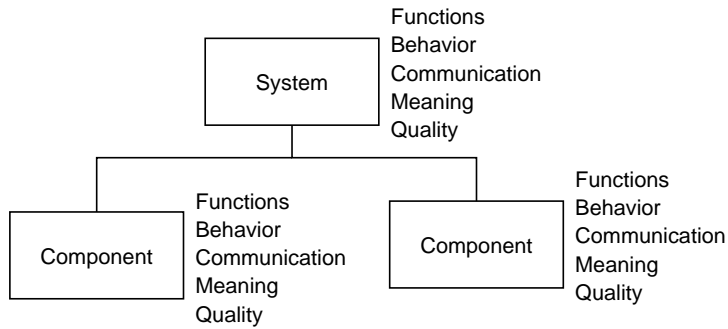 System
Functions
Behavior
Communication
Meaning
Quality
Component
Functions
Behavior
Communication
Meaning
Quality
Component
Functions
Behavior
Communication
Meaning
Quality